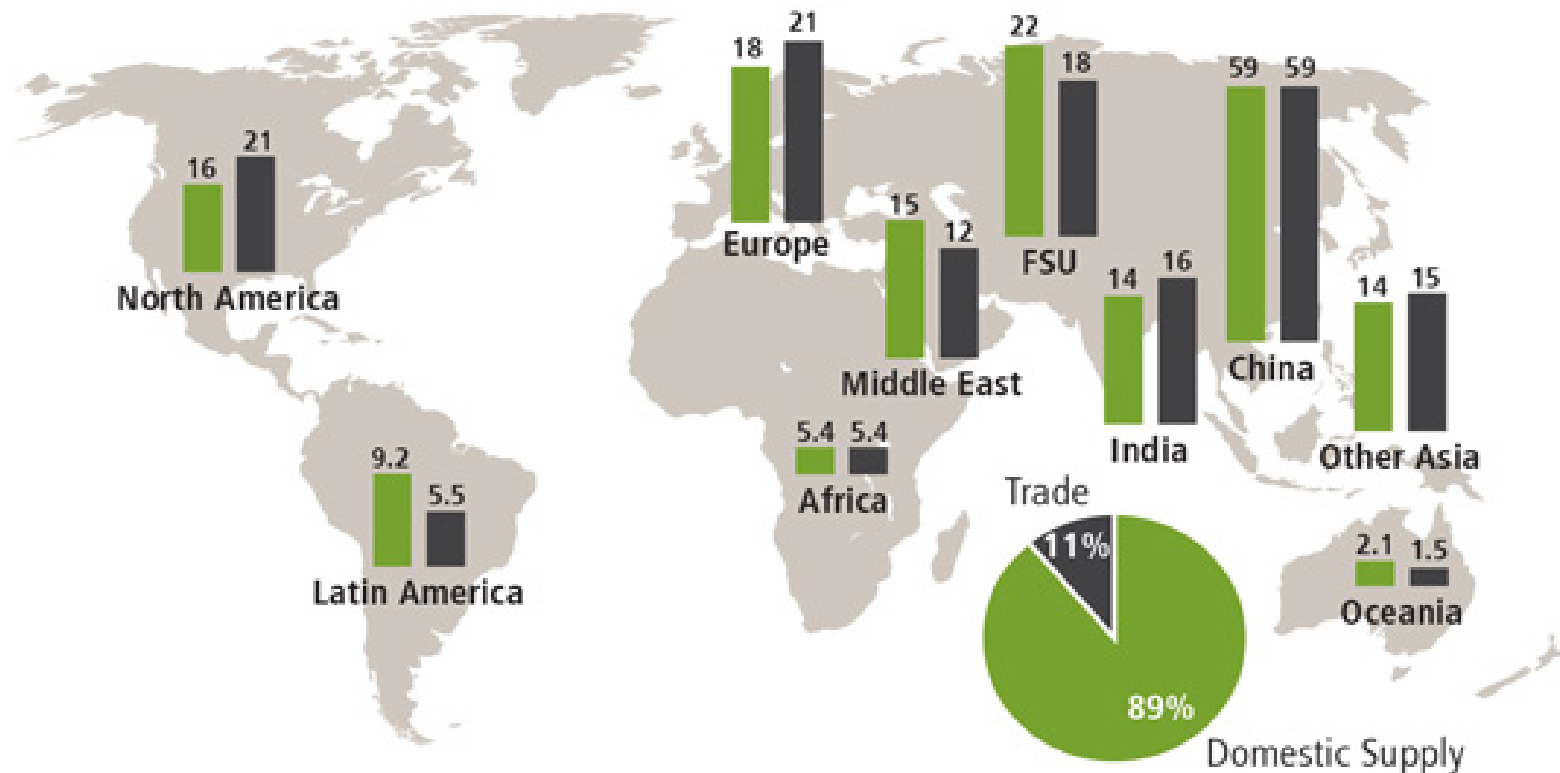 16 21
North America
9.2 5.5
Latin America
18 21
Europe
15 12
Middle East
5.4 5.4
Africa
22 18
FSU
14 16
India
59 59
China
14 15
Other Asia
2.1 1.5
Oceania
Trade
11%
89%
Domestic Supply